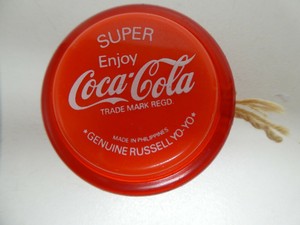 SUPER
Enjoy
Coca-Cola
TRADE MARK REGD.
MADE IN PHILIPPINES
*GENUINE RUSSELL YO-YO*